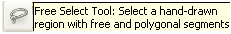 Free Select Tool: Select a hand-drawn
region with free and polygonal segments